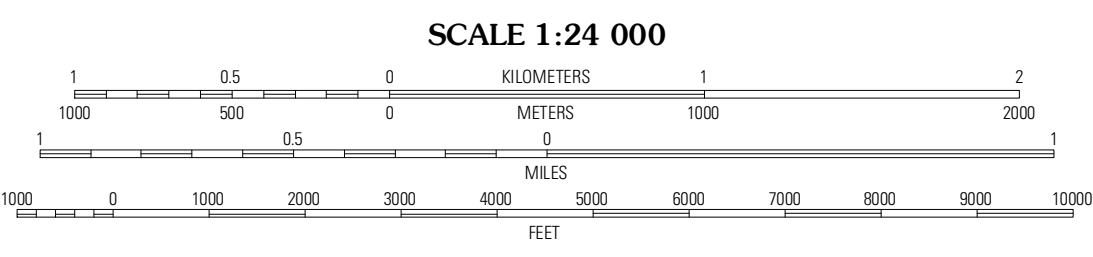 SCALE 1:24 000
1 0.5 0 KILOMETERS 1 2
1000 500 0 METERS 1000 2000
1 0.5 0 1
MILES
1000 0 1000 2000 3000 4000 5000 6000 7000 8000 9000 10000
FEET